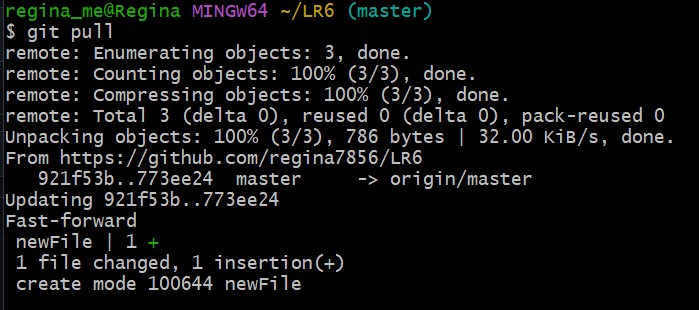 regina_me@Regina MINGW64 ~/LR6 (master)
$ git pull
remote: Enumerating objects: 3, done.
remote: Counting objects: 100% (3/3), done.
remote: Compressing objects: 100% (3/3), done.
remote: Total 3 (delta 0), reused 0 (delta 0), pack-reused 0
Unpacking objects: 100% (3/3), 786 bytes | 32.00 KiB/s, done.
From https://github.com/regina7856/LR6
   921f53b..773ee24  master     -> origin/master
Updating 921f53b..773ee24
Fast-forward
 newFile | 1 +
 1 file changed, 1 insertion(+)
 create mode 100644 newFile